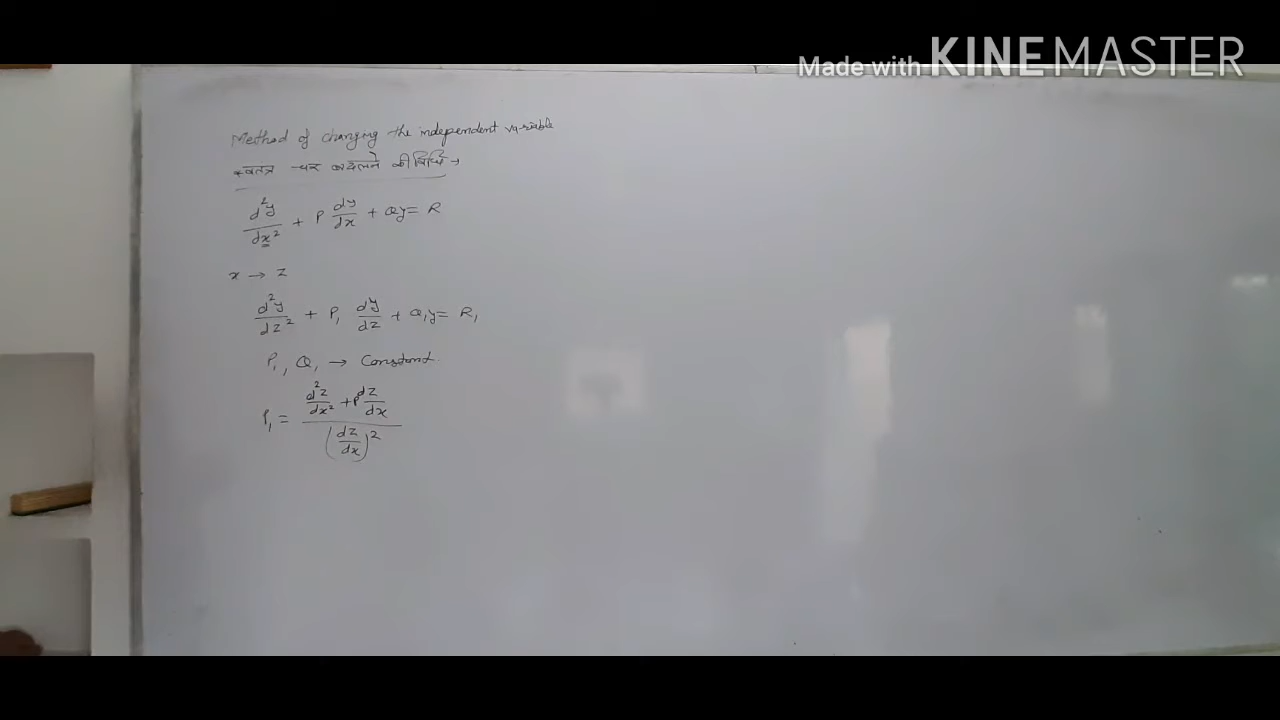 Made with KINEMASTER
Method of changing the independent variable
स्वतंत्र चर बदलने की विधि →
d²y/dx² + P dy/dx + Qy = R
x → z
d²y/dz² + P₁ dy/dz + Q₁y = R₁
P₁, Q₁ → Constant
P₁ = (d²z/dx² + P dz/dx) / (dz/dx)²